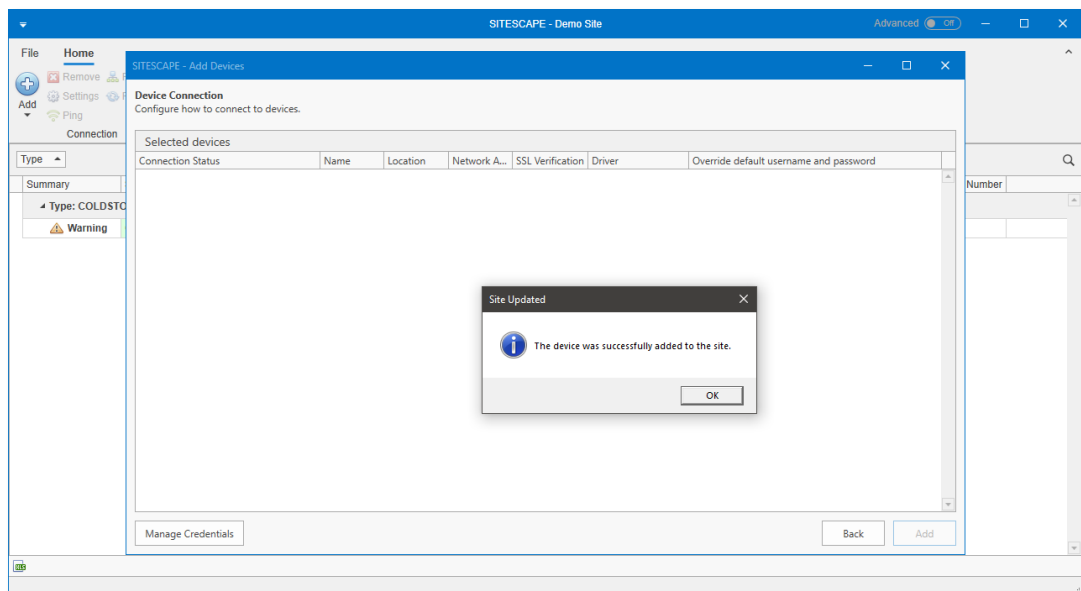 SITESCAPE - Demo Site
Advanced Off
File Home
SITESCAPE - Add Devices
Add
Remove
Settings
Ping
Connection
Device Connection
Configure how to connect to devices.
Selected devices
Connection Status Name Location Network A... SSL Verification Driver Override default username and password
Type
Summary Number
Type: COLDSTO
Warning
Site Updated
The device was successfully added to the site.
OK
Manage Credentials Back Add